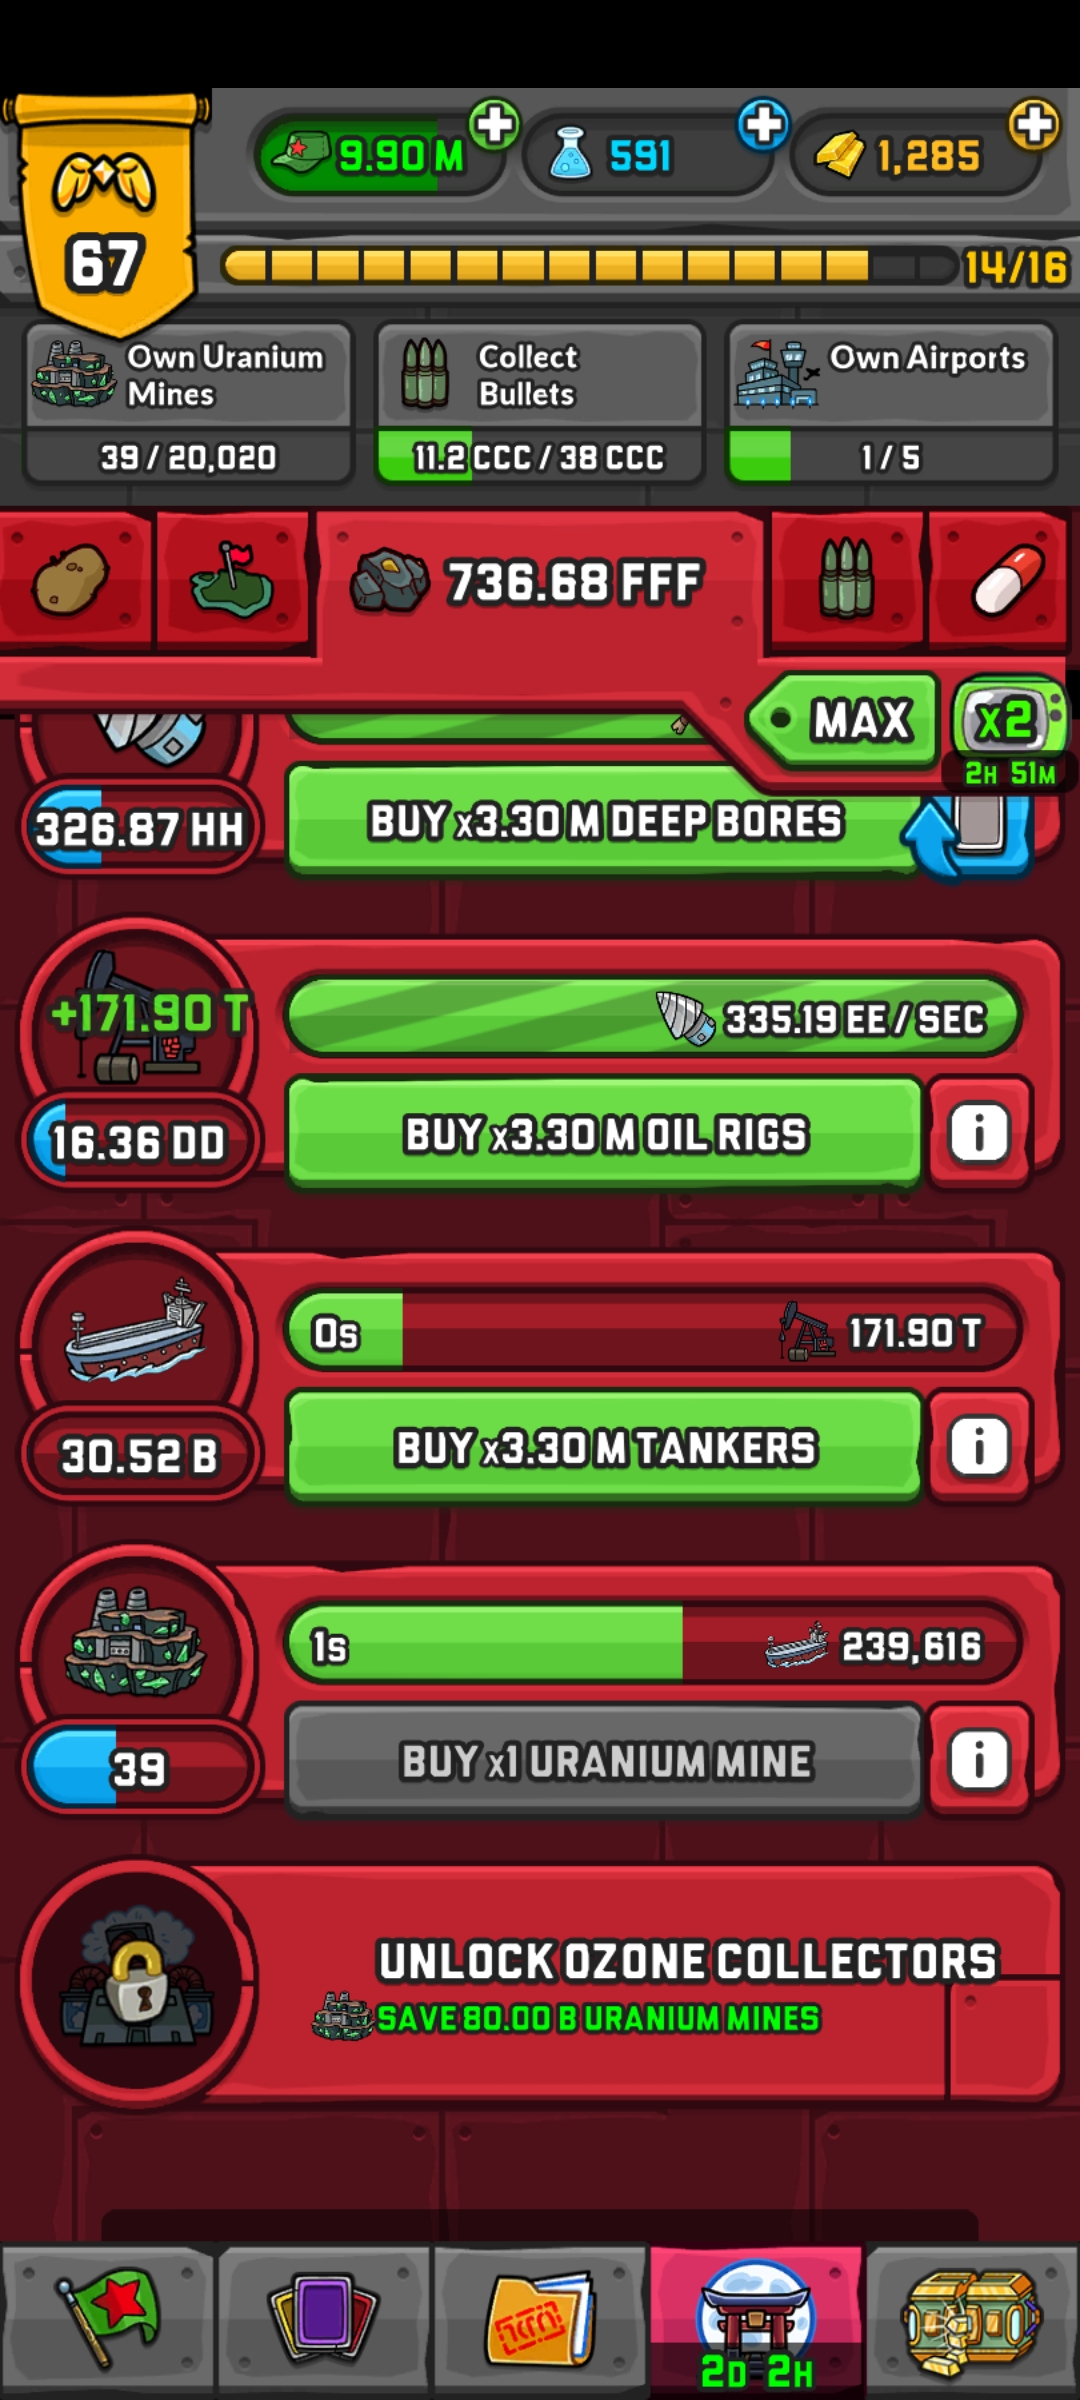 9.90 M
591
1,285
67
14/16
Own Uranium
Mines
39 / 20,020
Collect
Bullets
11.2 CCC / 38 CCC
Own Airports
1 / 5
736.68 FFF
MAX
x2
2H 51M
326.87 HH
BUY x3.30 M DEEP BORES
+171.90 T
335.19 EE / SEC
16.36 DD
BUY x3.30 M OIL RIGS
i
0s
171.90 T
30.52 B
BUY x3.30 M TANKERS
i
1s
239,616
39
BUY x1 URANIUM MINE
i
UNLOCK OZONE COLLECTORS
SAVE 80.00 B URANIUM MINES
2D 2H